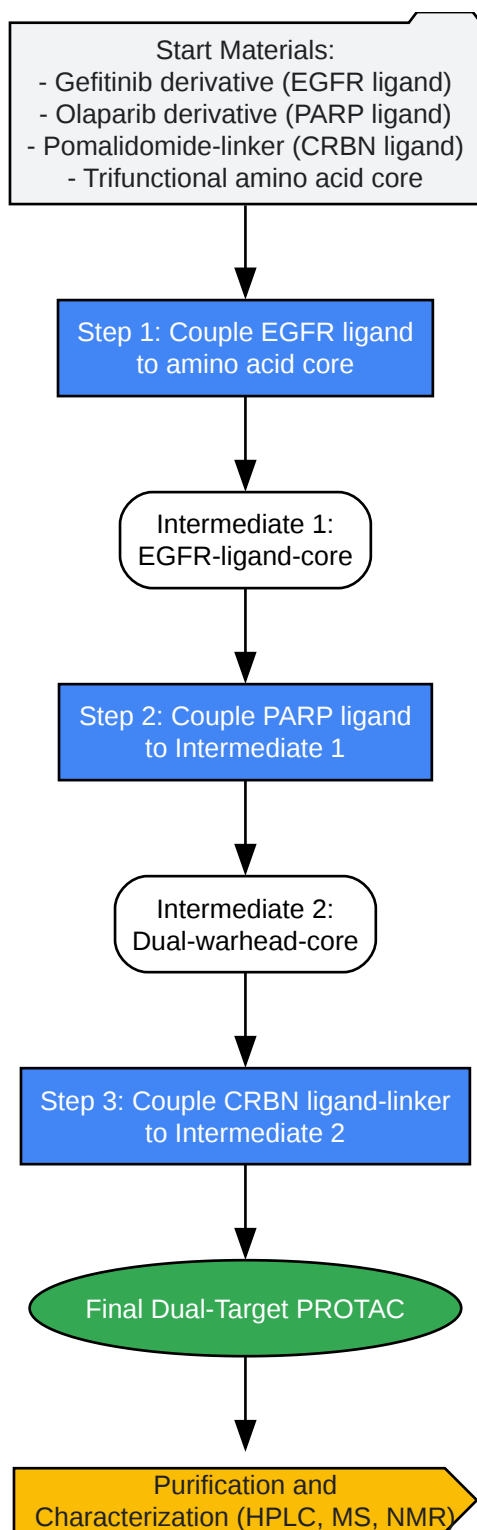 Start Materials:
- Gefitinib derivative (EGFR ligand)
- Olaparib derivative (PARP ligand)
- Pomalidomide-linker (CRBN ligand)
- Trifunctional amino acid core
Step 1: Couple EGFR ligand
to amino acid core
Intermediate 1:
EGFR-ligand-core
Step 2: Couple PARP ligand
to Intermediate 1
Intermediate 2:
Dual-warhead-core
Step 3: Couple CRBN ligand-linker
to Intermediate 2
Final Dual-Target PROTAC
Purification and
Characterization (HPLC, MS, NMR)